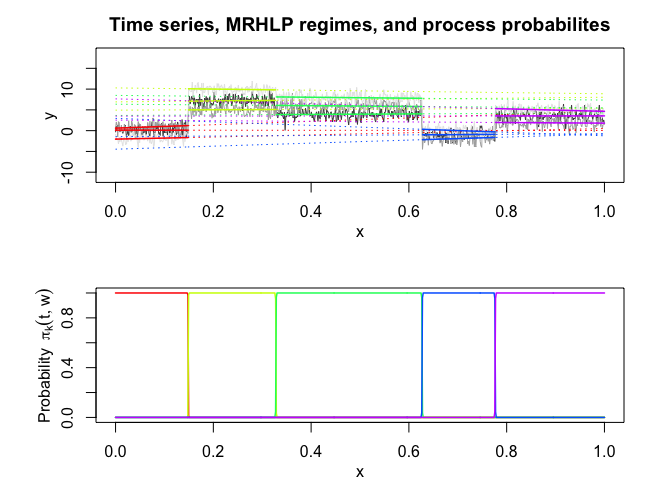 Time series, MRHLP regimes, and process probabilites
y
10
0
-10
0.0 0.2 0.4 0.6 0.8 1.0
x
Probability πk(t, w)
0.8
0.4
0.0
0.0 0.2 0.4 0.6 0.8 1.0
x